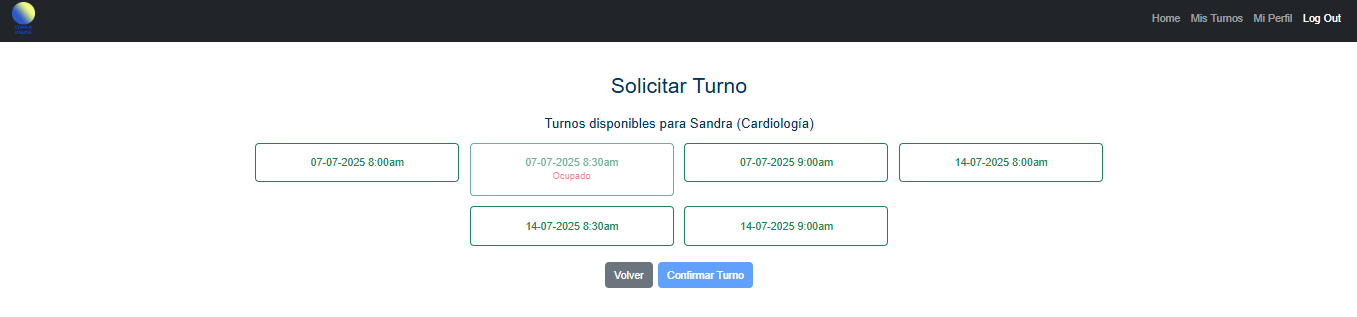 Home Mis Turnos Mi Perfil Log Out
Solicitar Turno
Turnos disponibles para Sandra (Cardiología)
07-07-2025 8:00am
07-07-2025 8:30am
Ocupado
07-07-2025 9:00am
14-07-2025 8:00am
14-07-2025 8:30am
14-07-2025 9:00am
Volver
Confirmar Turno